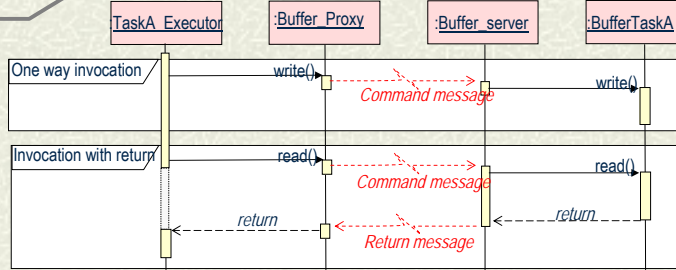 :TaskA_Executor
:Buffer_Proxy
:Buffer_server
:BufferTaskA
One way invocation
write()
Command message
write()
Invocation with return
read()
Command message
read()
return
Return message
return